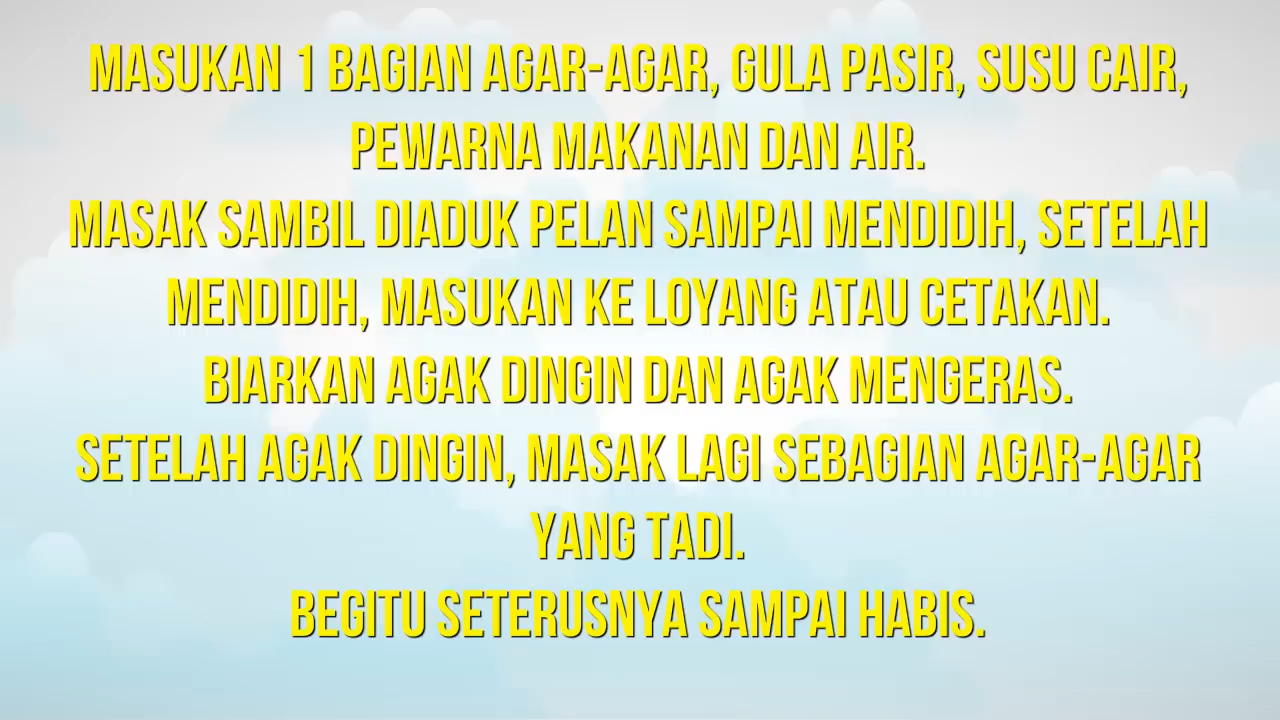 MASUKAN 1 BAGIAN AGAR-AGAR, GULA PASIR, SUSU CAIR,
PEWARNA MAKANAN DAN AIR.
MASAK SAMBIL DIADUK PELAN SAMPAI MENDIDIH, SETELAH
MENDIDIH, MASUKAN KE LOYANG ATAU CETAKAN.
BIARKAN AGAK DINGIN DAN AGAK MENGERAS.
SETELAH AGAK DINGIN, MASAK LAGI SEBAGIAN AGAR-AGAR
YANG TADI.
BEGITU SETERUSNYA SAMPAI HABIS.